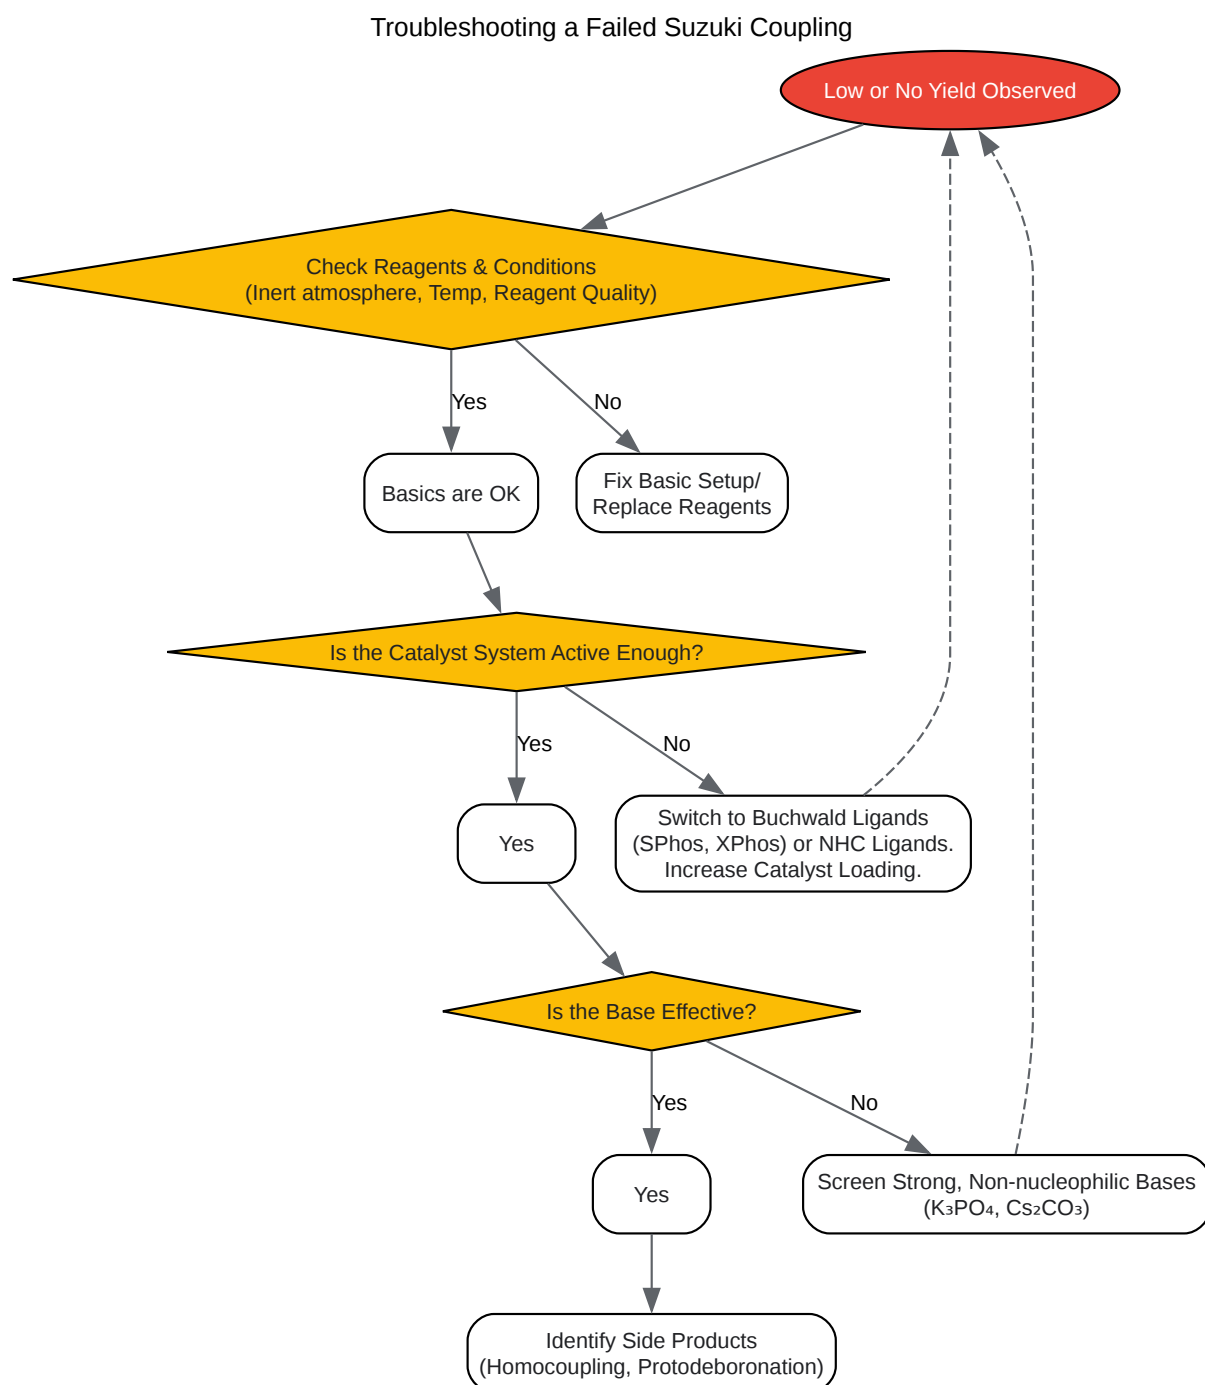 Troubleshooting a Failed Suzuki Coupling
Low or No Yield Observed
Check Reagents & Conditions
(Inert atmosphere, Temp, Reagent Quality)
Yes
No
Basics are OK
Fix Basic Setup/
Replace Reagents
Is the Catalyst System Active Enough?
Yes
No
Yes
Switch to Buchwald Ligands
(SPhos, XPhos) or NHC Ligands.
Increase Catalyst Loading.
Is the Base Effective?
Yes
No
Yes
Screen Strong, Non-nucleophilic Bases
(K₃PO₄, Cs₂CO₃)
Identify Side Products
(Homocoupling, Protodeboronation)